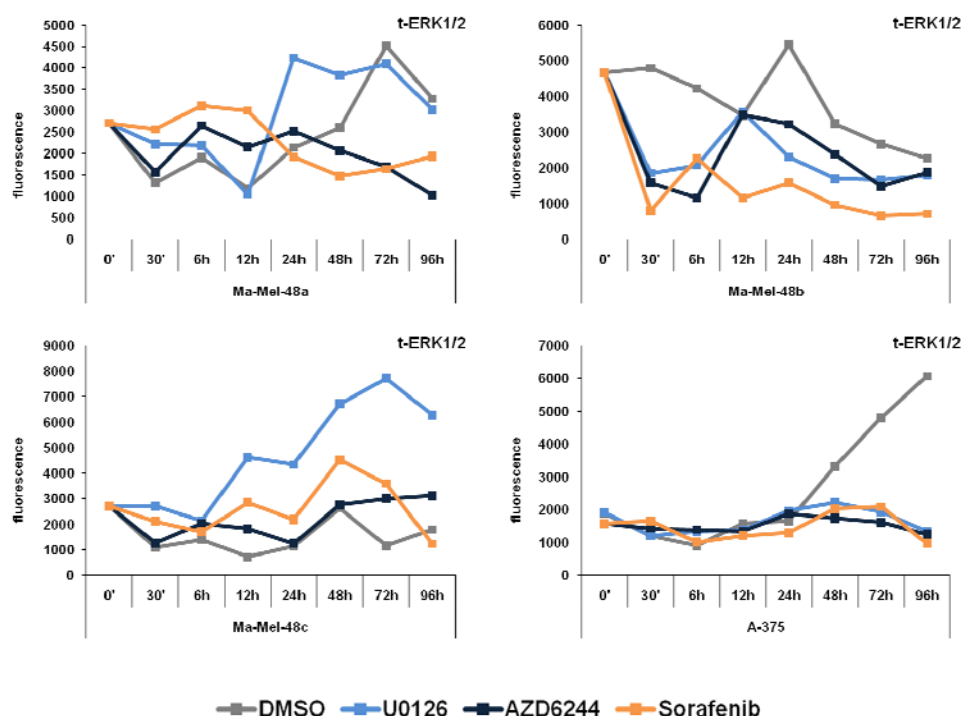 t-ERK1/2
5000
4500
4000
3500
3000
2500
2000
1500
1000
500
0
fluorescence
0' 30' 6h 12h 24h 48h 72h 96h
Ma-Mel-48a
t-ERK1/2
6000
5000
4000
3000
2000
1000
0
fluorescence
0' 30' 6h 12h 24h 48h 72h 96h
Ma-Mel-48b
t-ERK1/2
9000
8000
7000
6000
5000
4000
3000
2000
1000
0
fluorescence
0' 30' 6h 12h 24h 48h 72h 96h
Ma-Mel-48c
t-ERK1/2
7000
6000
5000
4000
3000
2000
1000
0
fluorescence
0' 30' 6h 12h 24h 48h 72h 96h
A-375
DMSO U0126 AZD6244 Sorafenib